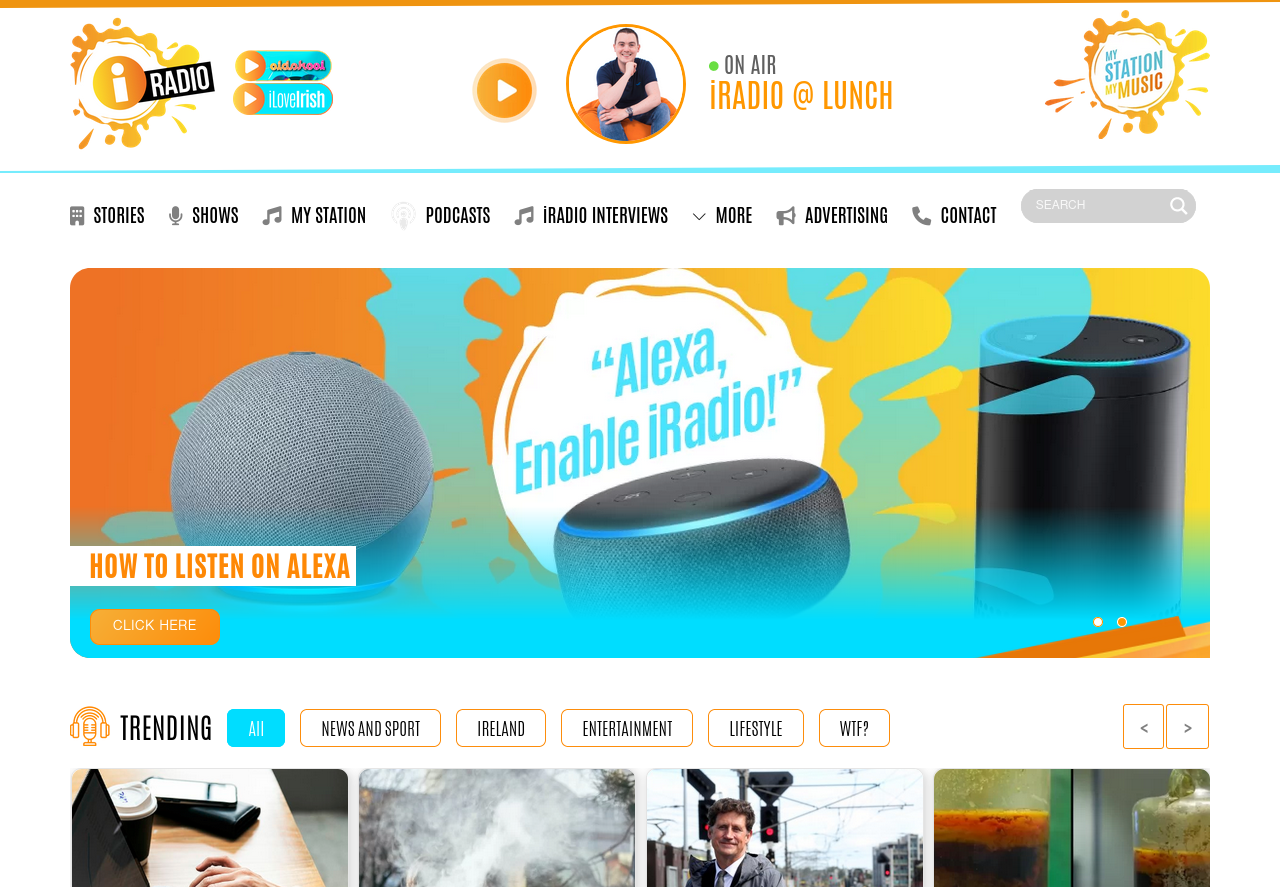 i RADIO
oldskool
iLoveIrish
ON AIR
iRADIO @ LUNCH
MY
STATION
MY MUSIC
STORIES
SHOWS
MY STATION
PODCASTS
iRADIO INTERVIEWS
MORE
ADVERTISING
CONTACT
SEARCH
“Alexa,
Enable iRadio!”
HOW TO LISTEN ON ALEXA
CLICK HERE
TRENDING
All
NEWS AND SPORT
IRELAND
ENTERTAINMENT
LIFESTYLE
WTF?
<
>